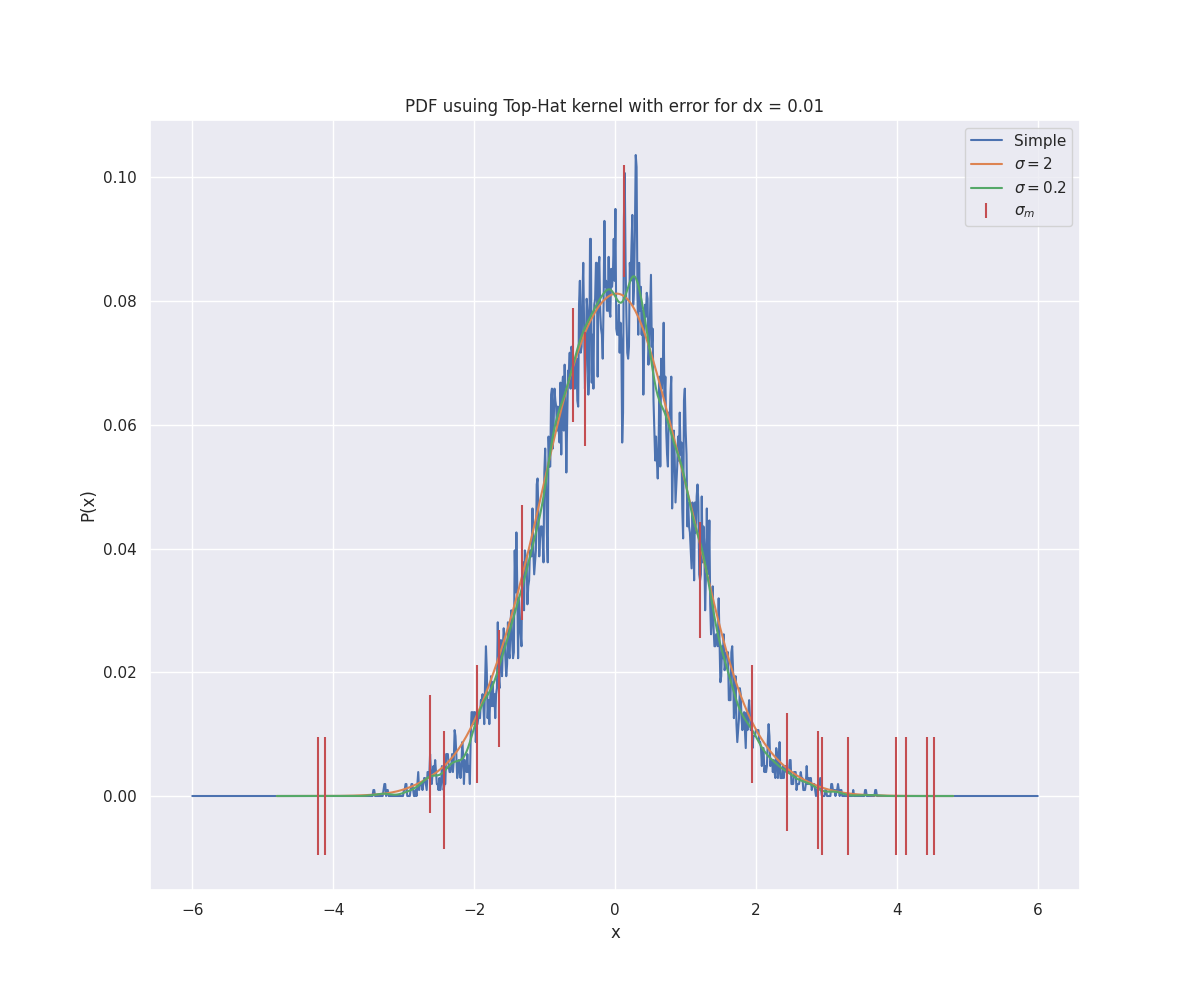 PDF usuing Top-Hat kernel with error for dx = 0.01
Simple
σ = 2
σ = 0.2
σₘ
0.10
0.08
0.06
0.04
0.02
0.00
P(x)
−6 −4 −2 0 2 4 6
x